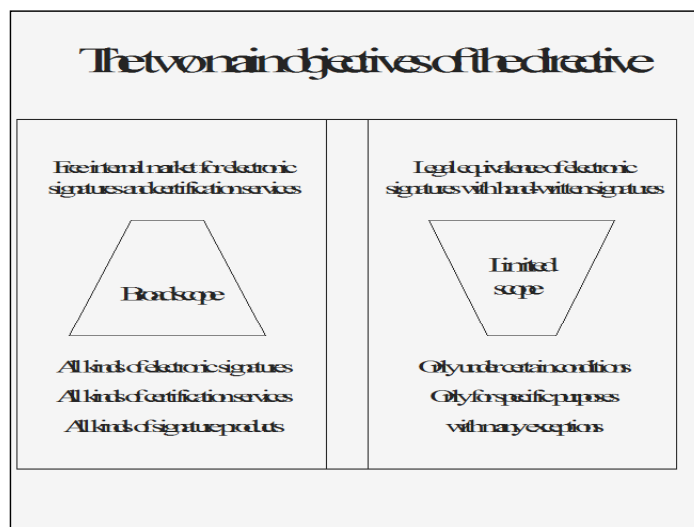 The two main objectives of the directive
Free internal market for electronic
signatures and certification services
Broad scope
All kinds of electronic signatures
All kinds of certification services
All kinds of signature products
Legal equivalence of electronic
signatures with hand-written signatures
Limited
scope
Only under certain conditions
Only for specific purposes
with many exceptions